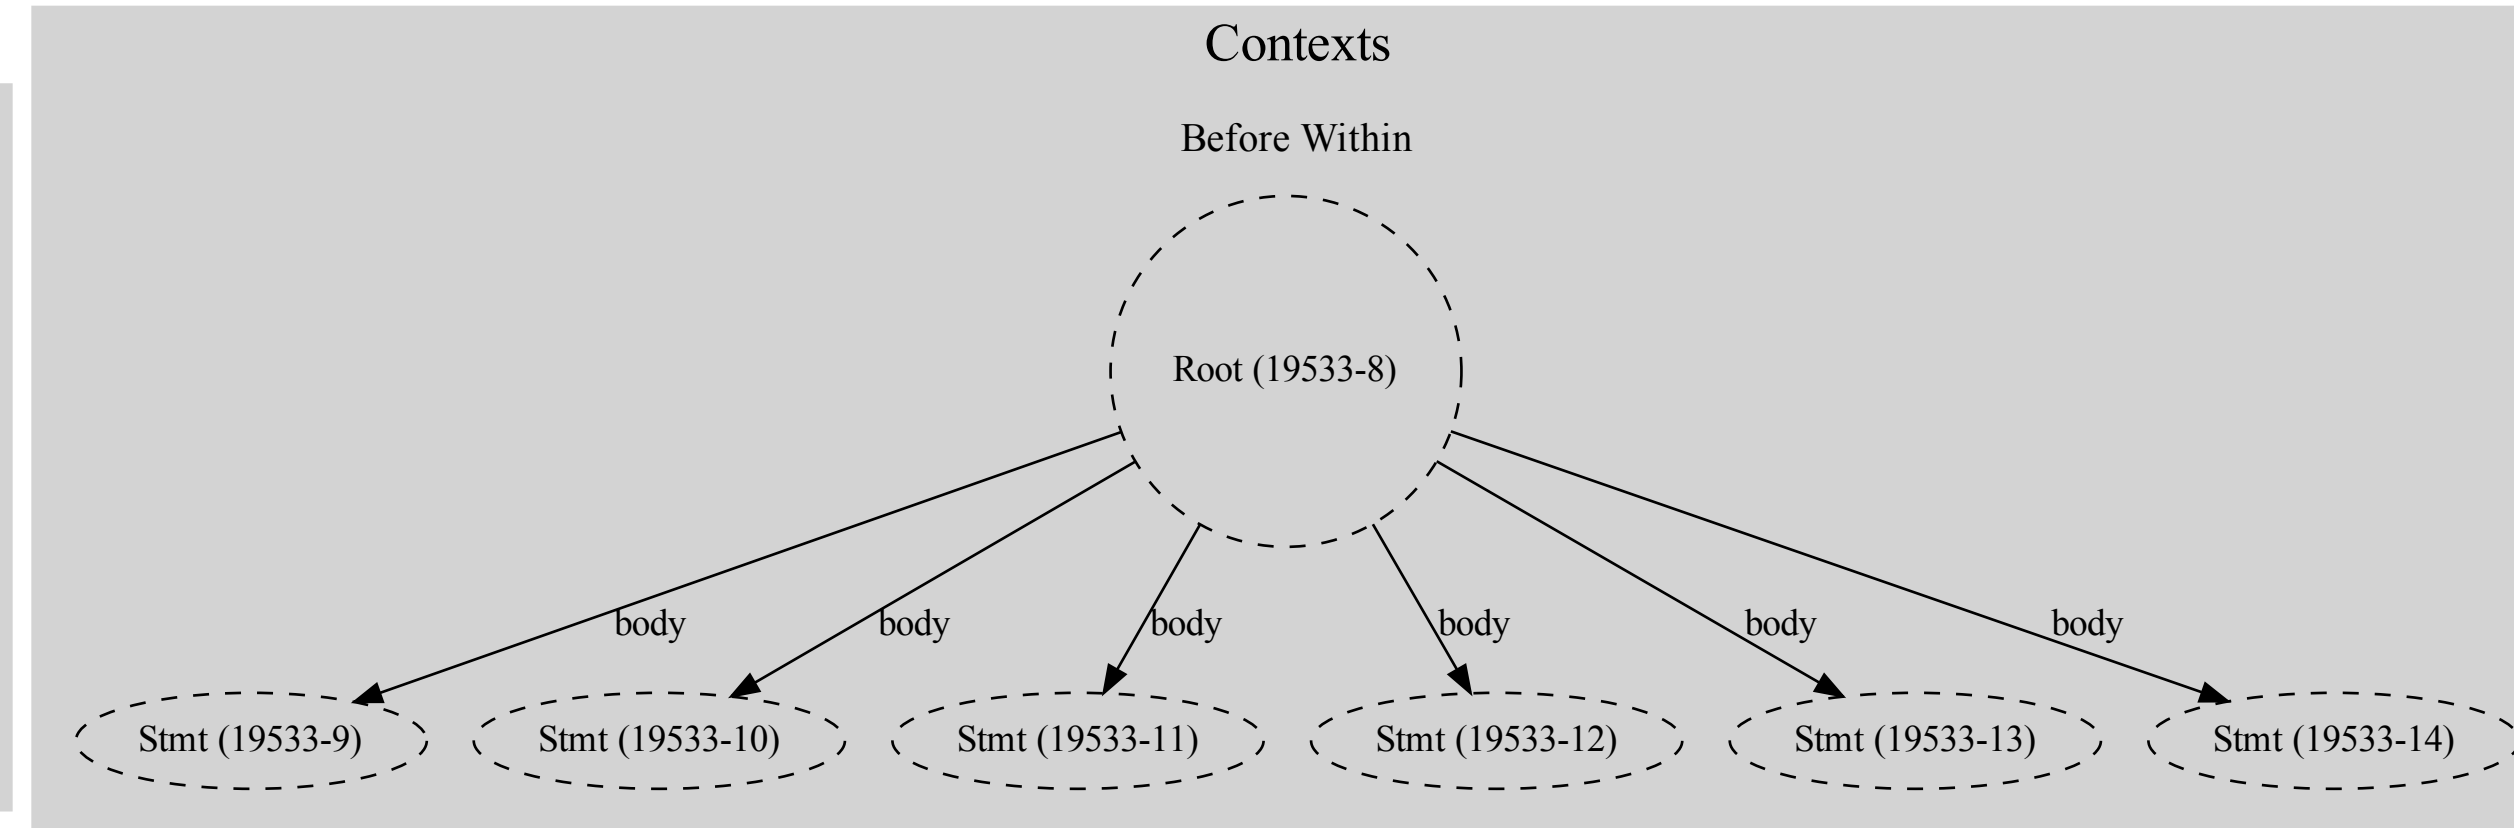 Contexts
Before Within
Root (19533-8)
body body body body body body
Stmt (19533-9) Stmt (19533-10) Stmt (19533-11) Stmt (19533-12) Stmt (19533-13) Stmt (19533-14)